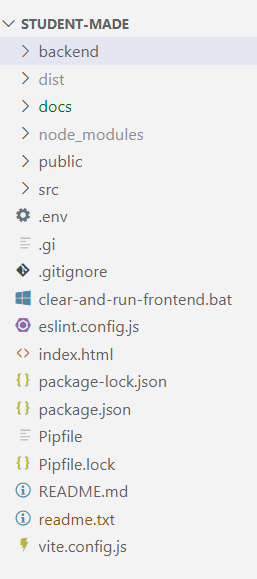 STUDENT-MADE
backend
dist
docs
node_modules
public
src
.env
.gi
.gitignore
clear-and-run-frontend.bat
eslint.config.js
index.html
package-lock.json
package.json
Pipfile
Pipfile.lock
README.md
readme.txt
vite.config.js